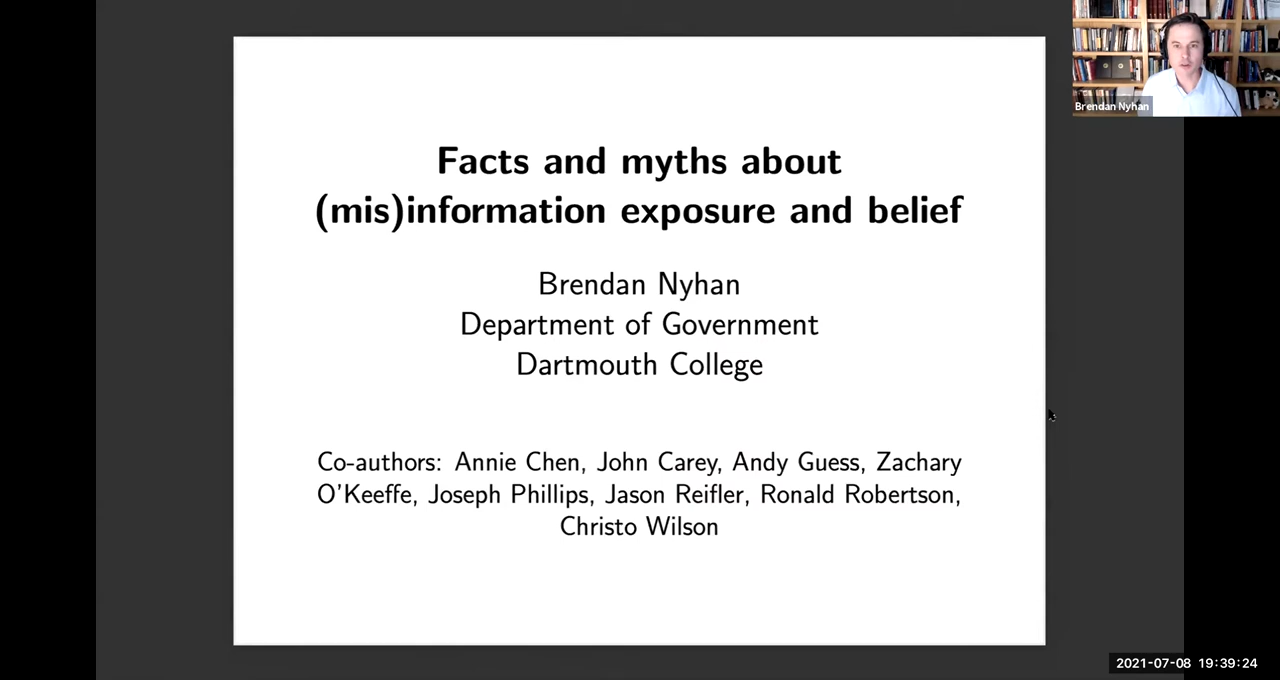 Facts and myths about
(mis)information exposure and belief
Brendan Nyhan
Department of Government
Dartmouth College
Co-authors: Annie Chen, John Carey, Andy Guess, Zachary
O'Keeffe, Joseph Phillips, Jason Reifler, Ronald Robertson,
Christo Wilson
Brendan Nyhan
2021-07-08 19:39:24